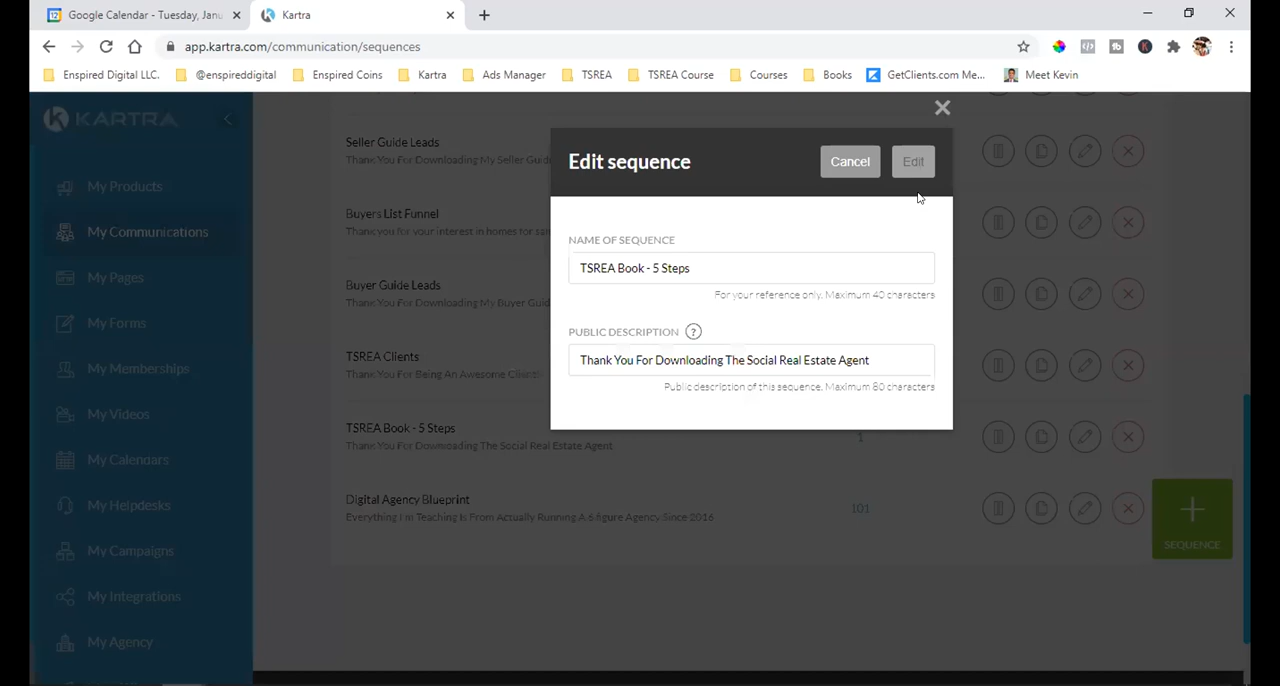 Google Calendar - Tuesday, Janu
Kartra
app.kartra.com/communication/sequences
Enspired Digital LLC.
@enspireddigital
Enspired Coins
Kartra
Ads Manager
TSREA
TSREA Course
Courses
Books
GetClients.com Me...
Meet Kevin
KARTRA
My Products
My Communications
My Pages
My Forms
My Memberships
My Videos
My Calendars
My Helpdesks
My Campaigns
My Integrations
My Agency
Seller Guide Leads
Thank You For Downloading My Seller Guid
Buyers List Funnel
Thank you for your interest in homes for sa
Buyer Guide Leads
Thank You For Downloading My Buyer Guid
TSREA Clients
Thank You For Being An Awesome Client!
TSREA Book - 5 Steps
Thank You For Downloading The Social Real Estate Agent
1
Digital Agency Blueprint
Everything I'm Teaching Is From Actually Running A 6 figure Agency Since 2016
101
SEQUENCE
Edit sequence
Cancel
Edit
NAME OF SEQUENCE
TSREA Book - 5 Steps
For your reference only. Maximum 40 characters
PUBLIC DESCRIPTION ?
Thank You For Downloading The Social Real Estate Agent
Public description of this sequence. Maximum 80 characters